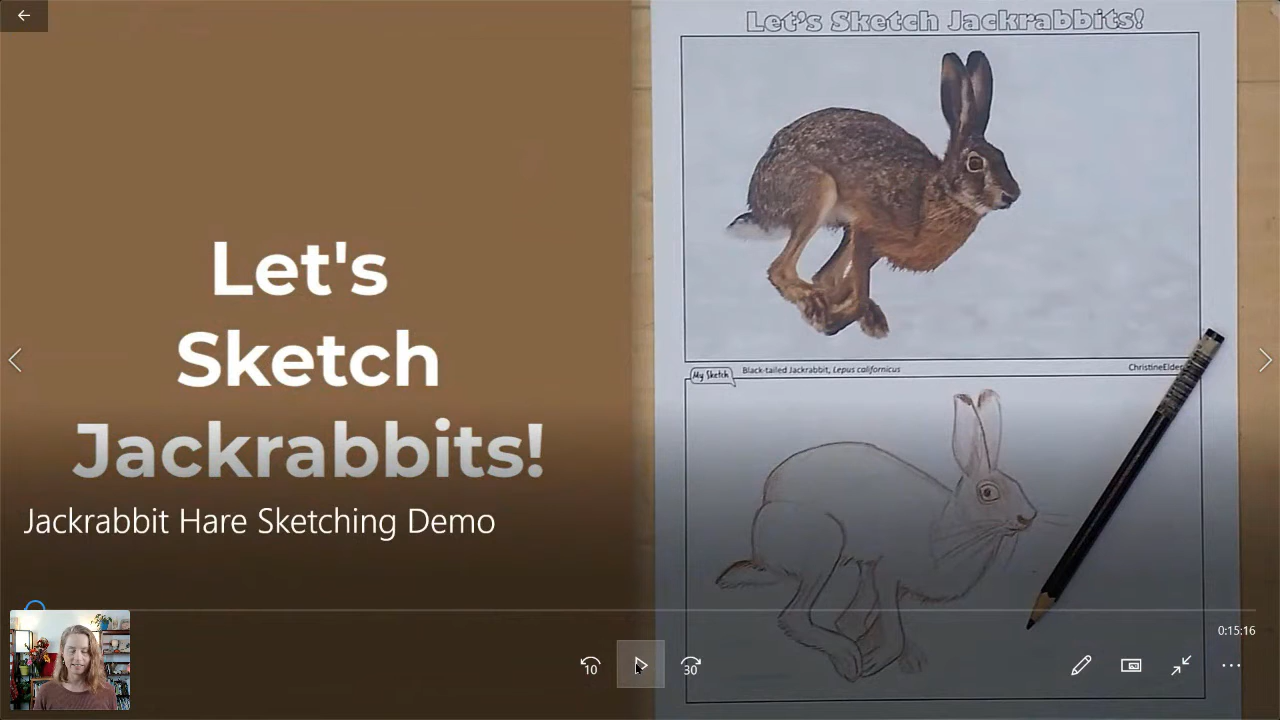 Let's
Sketch
Jackrabbits!
Jackrabbit Hare Sketching Demo
Let's Sketch Jackrabbits!
My Sketch
Black-tailed Jackrabbit, Lepus californicus
ChristineElder
0:15:16
10
30